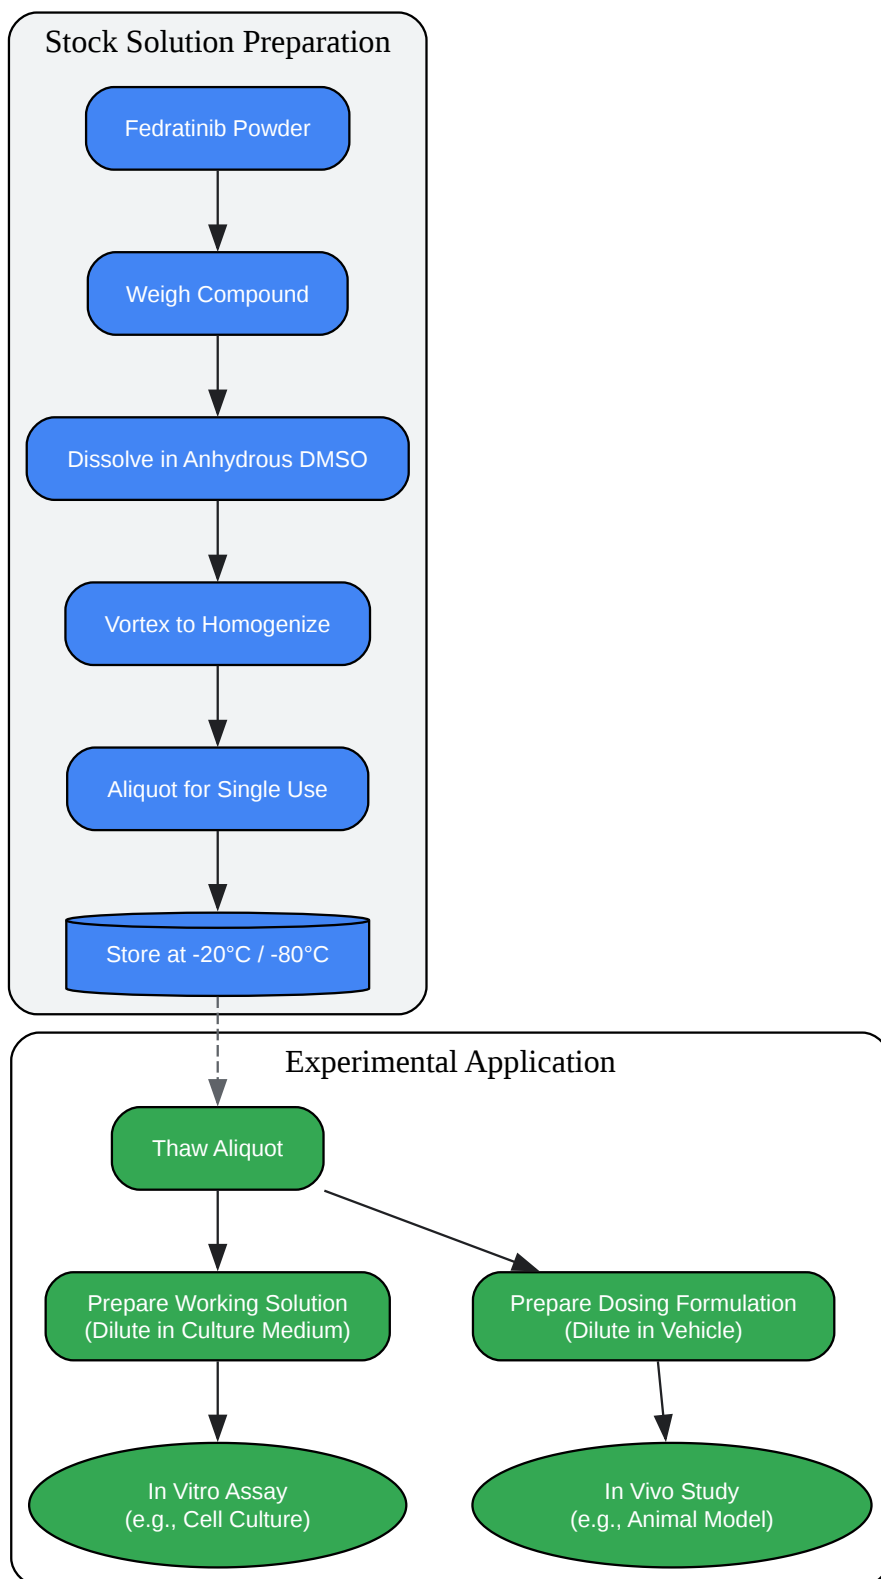 Stock Solution Preparation
Fedratinib Powder
Weigh Compound
Dissolve in Anhydrous DMSO
Vortex to Homogenize
Aliquot for Single Use
Store at -20°C / -80°C
Experimental Application
Thaw Aliquot
Prepare Working Solution
(Dilute in Culture Medium)
Prepare Dosing Formulation
(Dilute in Vehicle)
In Vitro Assay
(e.g., Cell Culture)
In Vivo Study
(e.g., Animal Model)